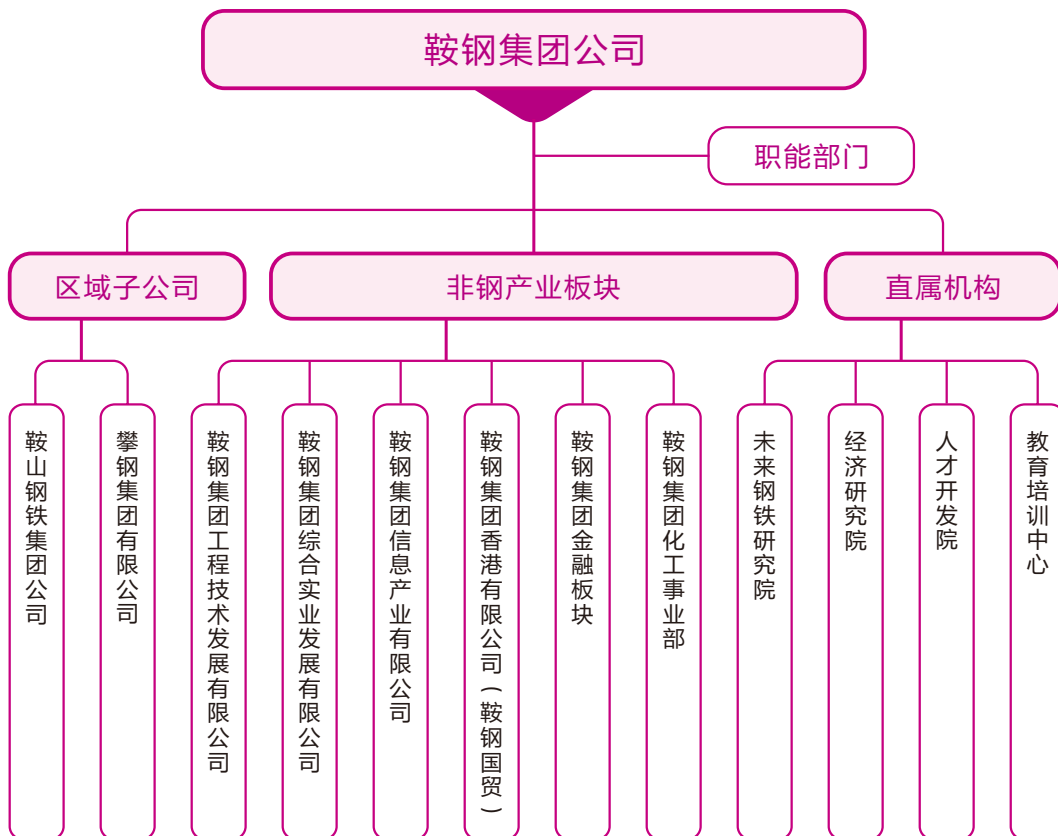 鞍钢集团公司
职能部门
区域子公司
非钢产业板块
直属机构
鞍山钢铁集团公司
攀钢集团有限公司
鞍钢集团工程技术发展有限公司
鞍钢集团综合实业发展有限公司
鞍钢集团信息产业有限公司
鞍钢集团香港有限公司(鞍钢国贸)
鞍钢集团金融板块
鞍钢集团化工事业部
未来钢铁研究院
经济研究院
人才开发院
教育培训中心